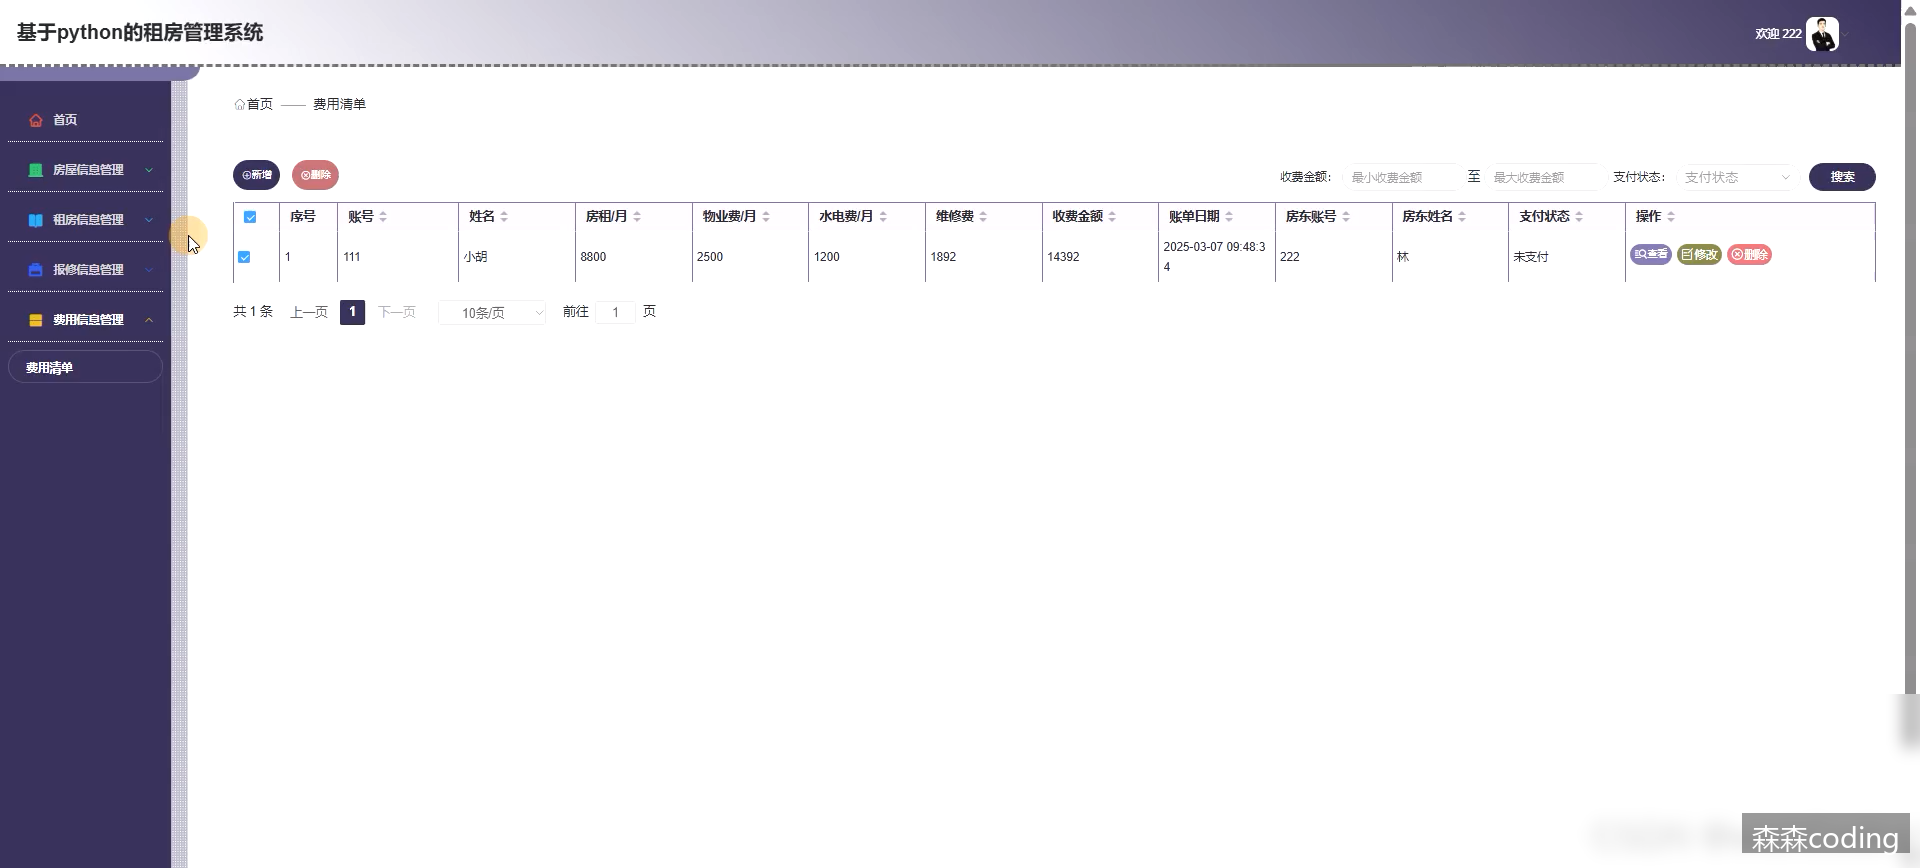 基于python的租房管理系统
欢迎 222
首页
房屋信息管理
租房信息管理
报修信息管理
费用信息管理
费用清单
首页 —— 费用清单
新增 删除
收费金额： 最小收费金额 至 最大收费金额 支付状态： 支付状态 搜索
序号 账号 姓名 房租/月 物业费/月 水电费/月 维修费 收费金额 账单日期 房东账号 房东姓名 支付状态 操作
1 111 小胡 8800 2500 1200 1892 14392 2025-03-07 09:48:3 222 林 未支付 查看 修改 删除
4
共 1 条 上一页 1 下一页 10条/页 前往 1 页
森森coding